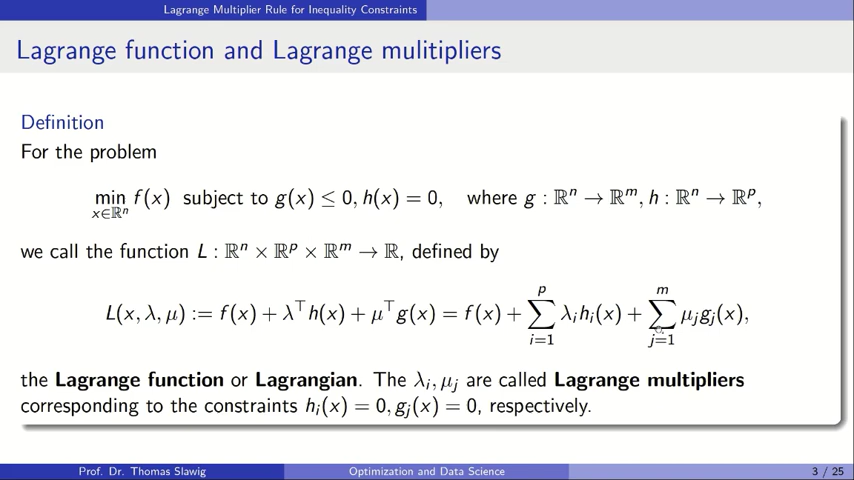 Lagrange Multiplier Rule for Inequality Constraints
Lagrange function and Lagrange mulitipliers
Definition
For the problem
min_{x∈ℝⁿ} f(x) subject to g(x) ≤ 0, h(x) = 0, where g : ℝⁿ → ℝᵐ, h : ℝⁿ → ℝᵖ,
we call the function L : ℝⁿ × ℝᵖ × ℝᵐ → ℝ, defined by
L(x, λ, μ) := f(x) + λ^⊤h(x) + μ^⊤g(x) = f(x) + ∑_{i=1}^{p} λᵢhᵢ(x) + ∑_{j=1}^{m} μⱼgⱼ(x),
the Lagrange function or Lagrangian. The λᵢ, μⱼ are called Lagrange multipliers
corresponding to the constraints hᵢ(x) = 0, gⱼ(x) = 0, respectively.
Prof. Dr. Thomas Slawig Optimization and Data Science 3 / 25